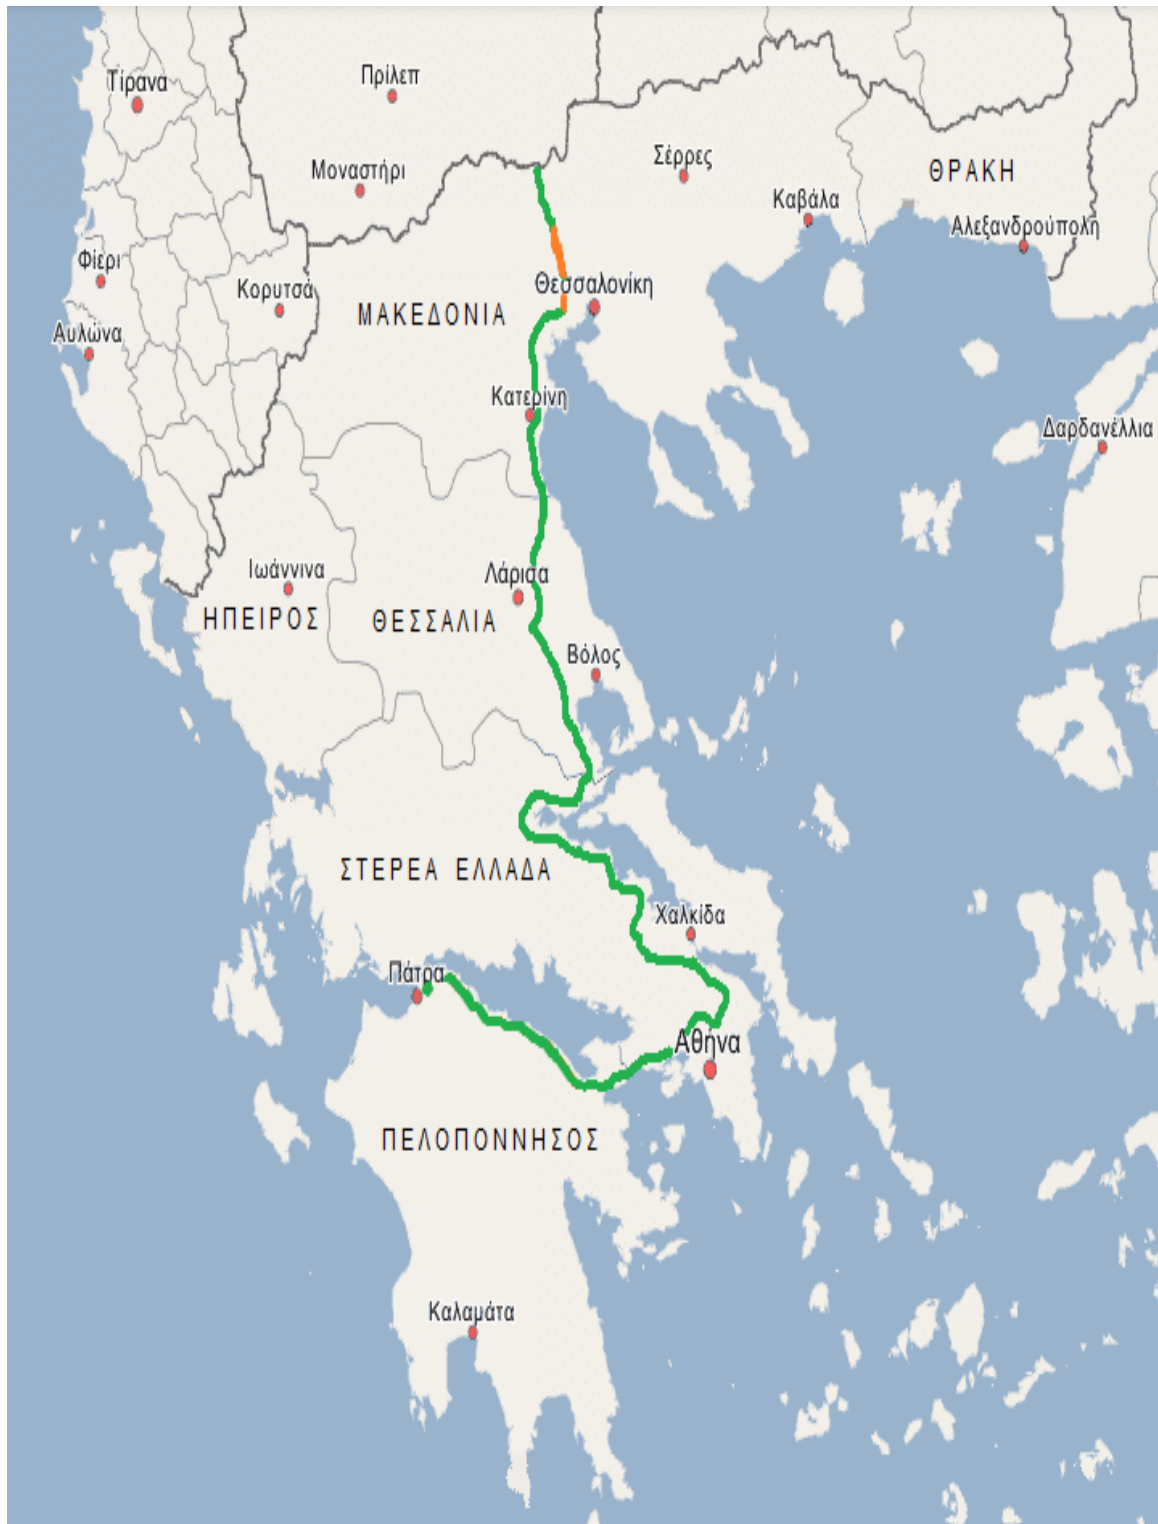 Τίρανα
Πρίλεπ
Μοναστήρι
Σέρρες
ΘΡΑΚΗ
Καβάλα
Αλεξανδρούπολη
Φίερι
Κορυτσά
Θεσσαλονίκη
ΜΑΚΕΔΟΝΙΑ
Αυλώνα
Κατερίνη
Δαρδανέλλια
Ιωάννινα
Λάρισα
ΗΠΕΙΡΟΣ
ΘΕΣΣΑΛΙΑ
Βόλος
ΣΤΕΡΕΑ ΕΛΛΑΔΑ
Χαλκίδα
Πάτρα
Αθήνα
ΠΕΛΟΠΟΝΝΗΣΟΣ
Καλαμάτα